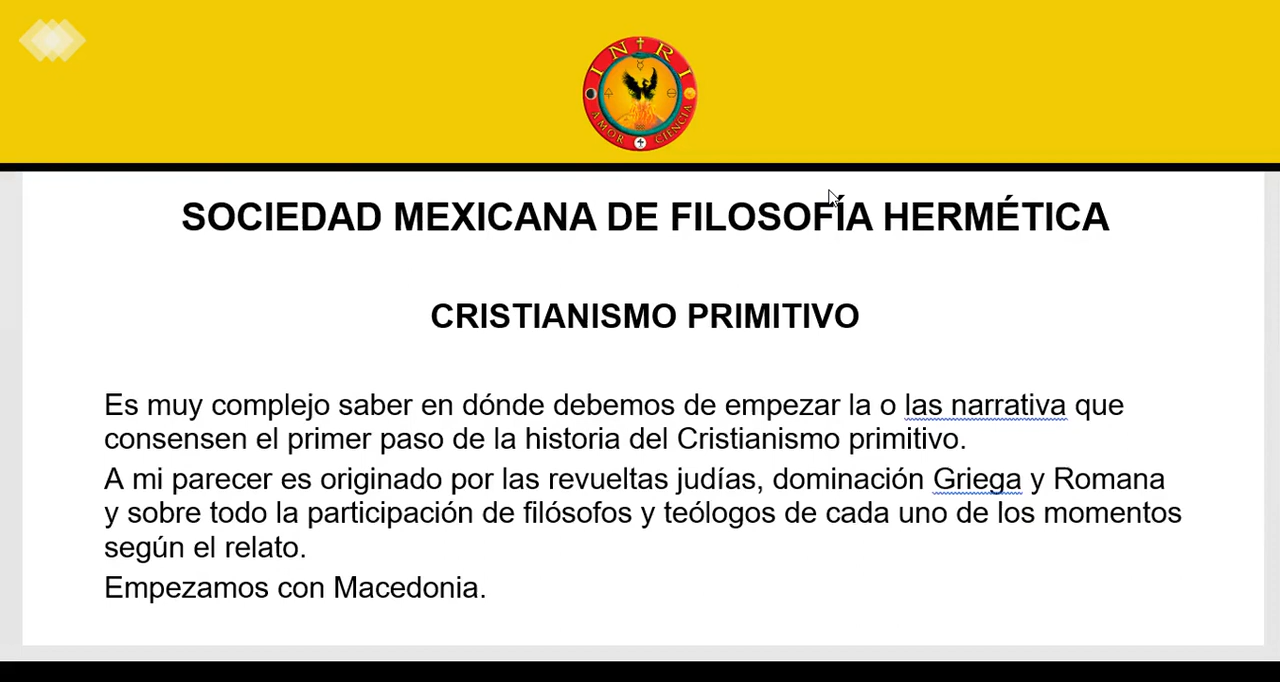 INRI
AMOR CIENCIA
SOCIEDAD MEXICANA DE FILOSOFÍA HERMÉTICA
CRISTIANISMO PRIMITIVO
Es muy complejo saber en dónde debemos de empezar la o las narrativa que
consensen el primer paso de la historia del Cristianismo primitivo.
A mi parecer es originado por las revueltas judías, dominación Griega y Romana
y sobre todo la participación de filósofos y teólogos de cada uno de los momentos
según el relato.
Empezamos con Macedonia.